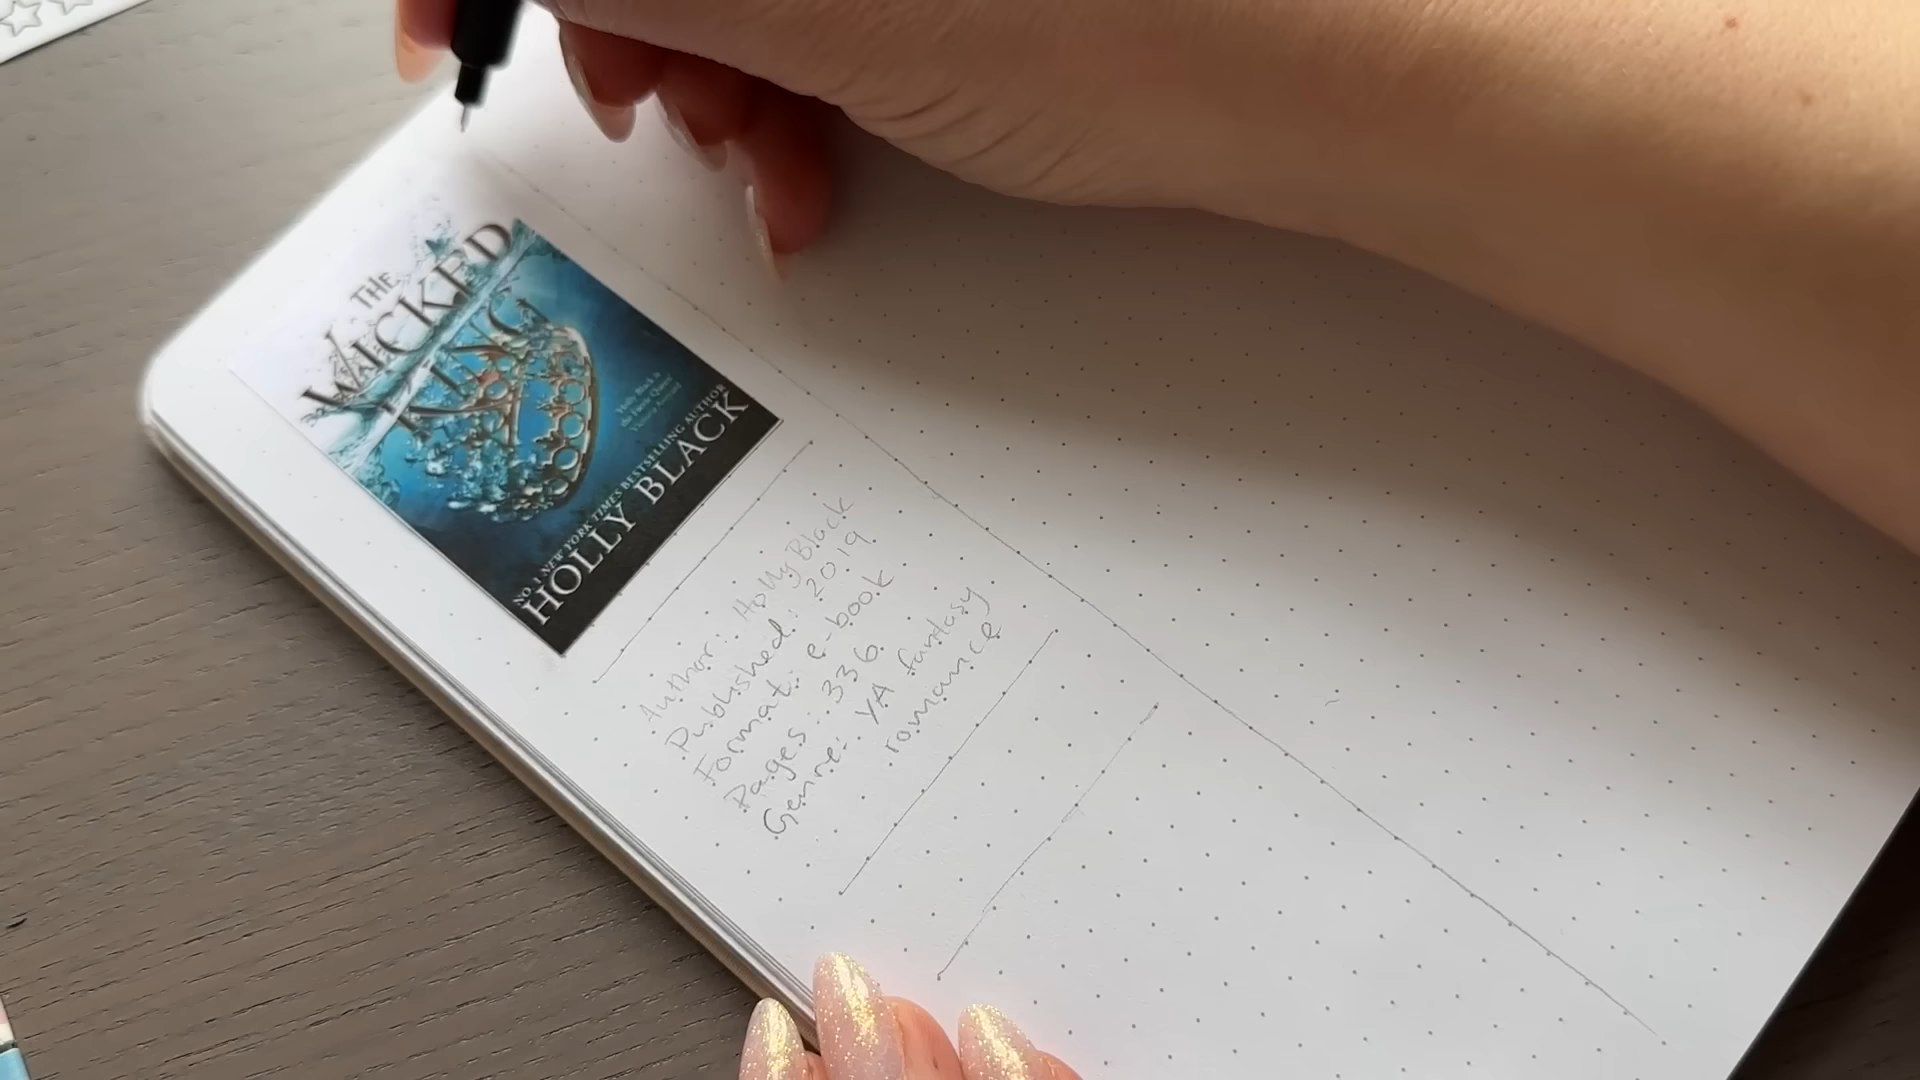 THE
WICKED
KING
'Holly Black is
the Faerie Queen'
Victoria Aveyard
NO. 1 NEW YORK TIMES BESTSELLING AUTHOR
HOLLY BLACK
Author: Holly Black
Published: 2019
Format: e-book
Pages: 336
Genre: YA fantasy
romance